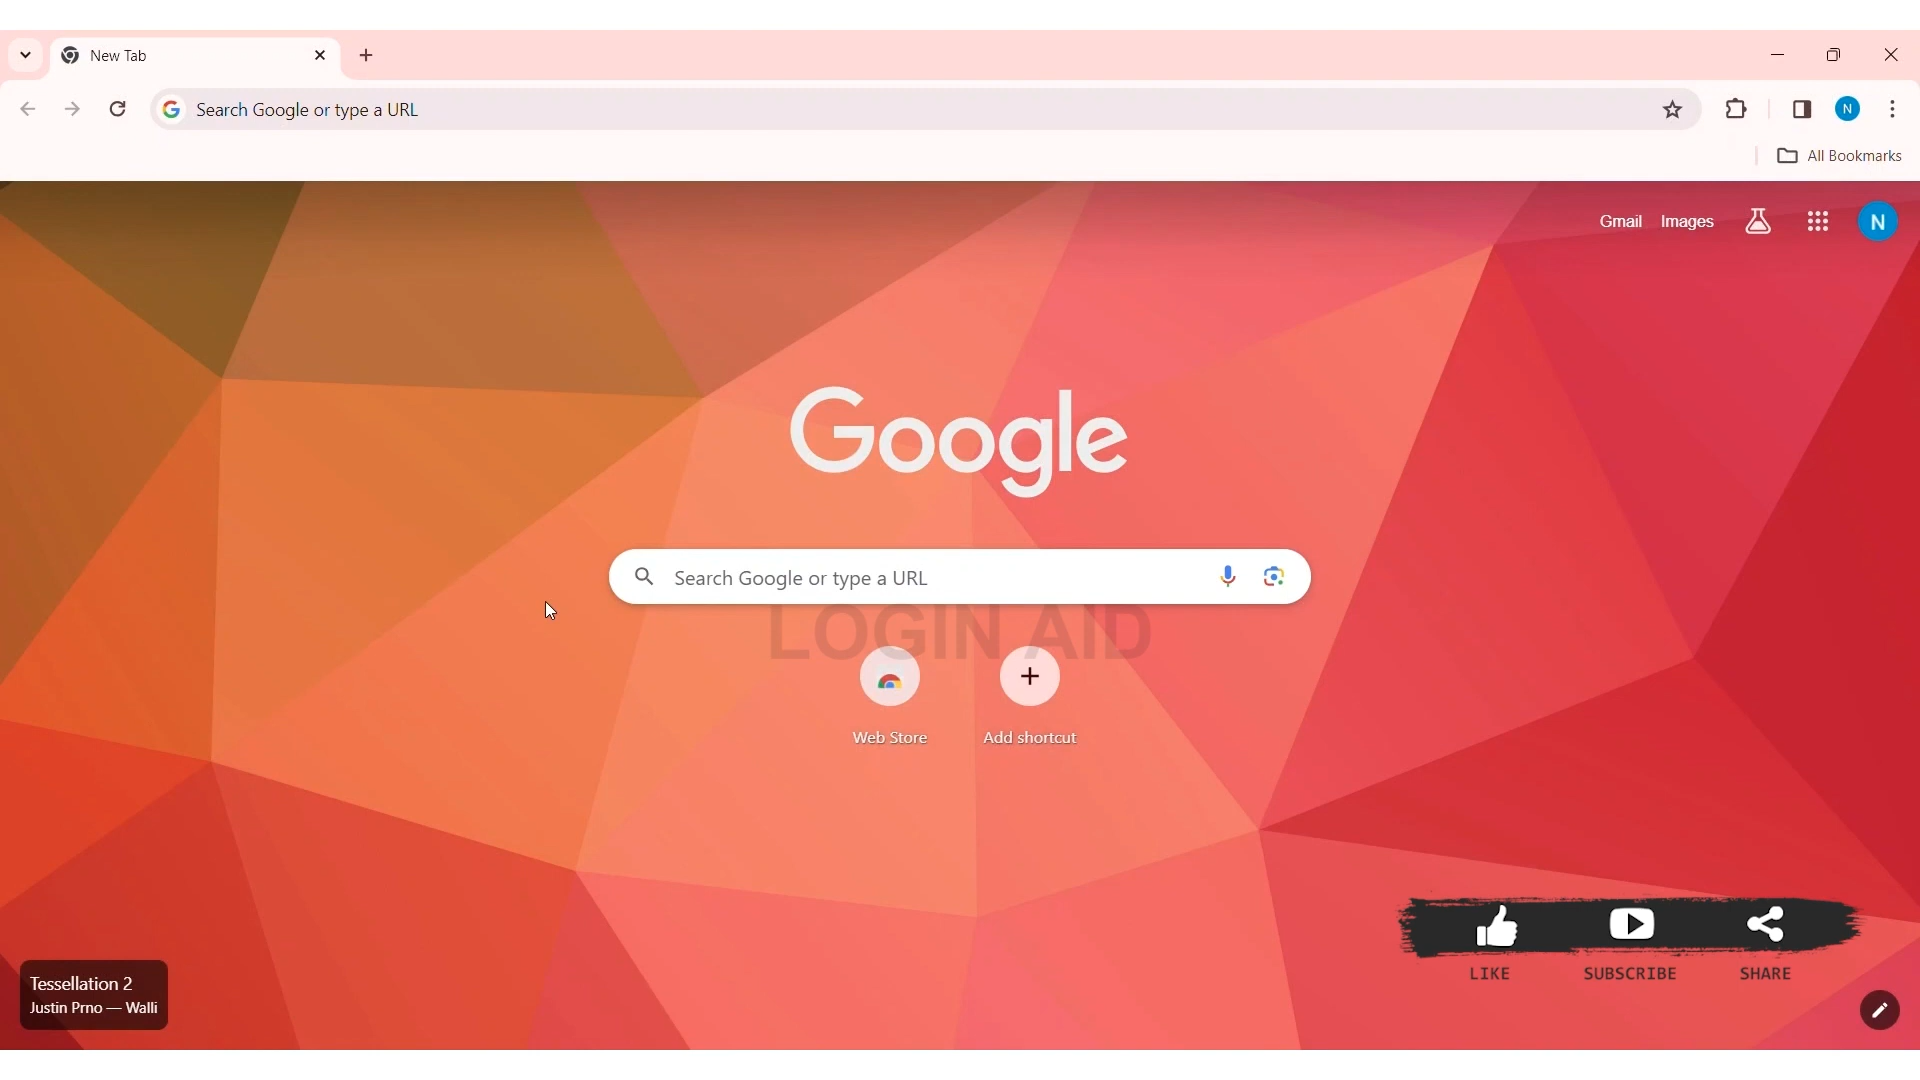 New Tab
Search Google or type a URL
All Bookmarks
Gmail Images
N
N
Google
Search Google or type a URL
LOGIN AID
Web Store Add shortcut
LIKE SUBSCRIBE SHARE
Tessellation 2
Justin Prno — Walli